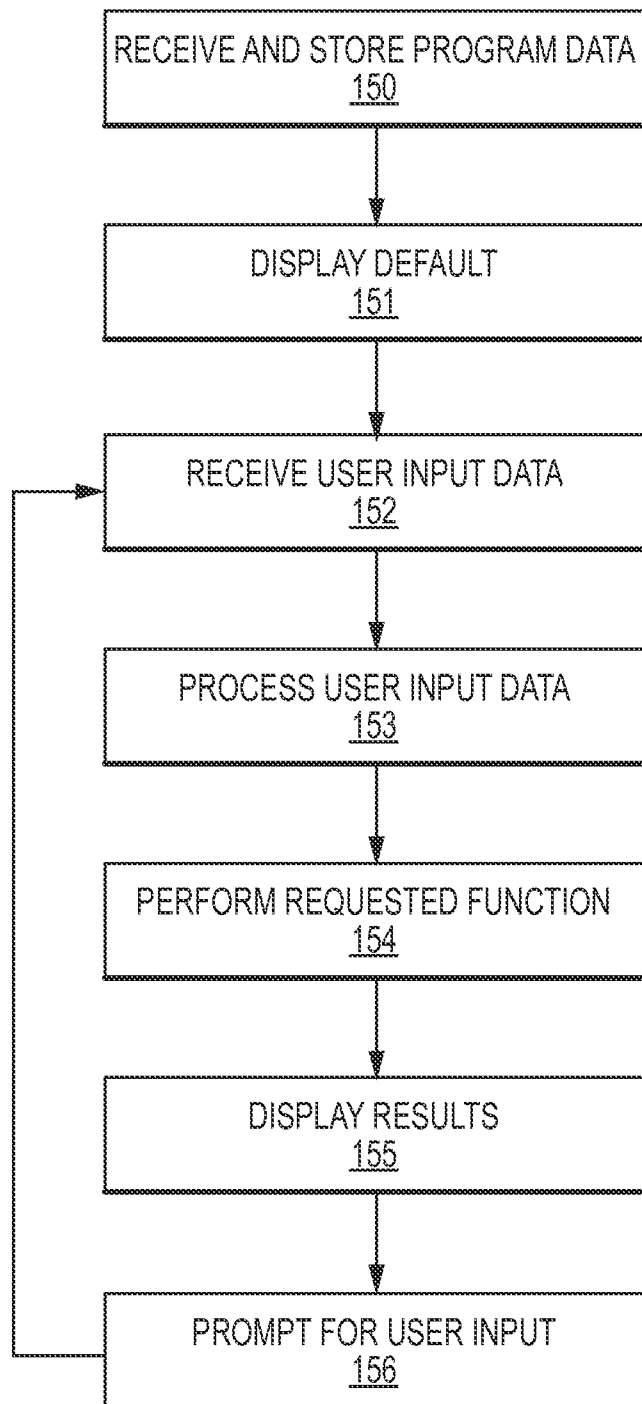 RECEIVE AND STORE PROGRAM DATA
150
DISPLAY DEFAULT
151
RECEIVE USER INPUT DATA
152
PROCESS USER INPUT DATA
153
PERFORM REQUESTED FUNCTION
154
DISPLAY RESULTS
155
PROMPT FOR USER INPUT
156